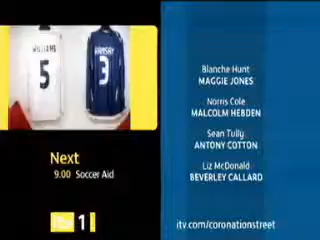 WILLIAMS
5
RAMSAY
3
Next
9.00 Soccer Aid
itv 1
Blanche Hunt
MAGGIE JONES
Norris Cole
MALCOLM HEBDEN
Sean Tully
ANTONY COTTON
Liz McDonald
BEVERLEY CALLARD
itv.com/coronationstreet